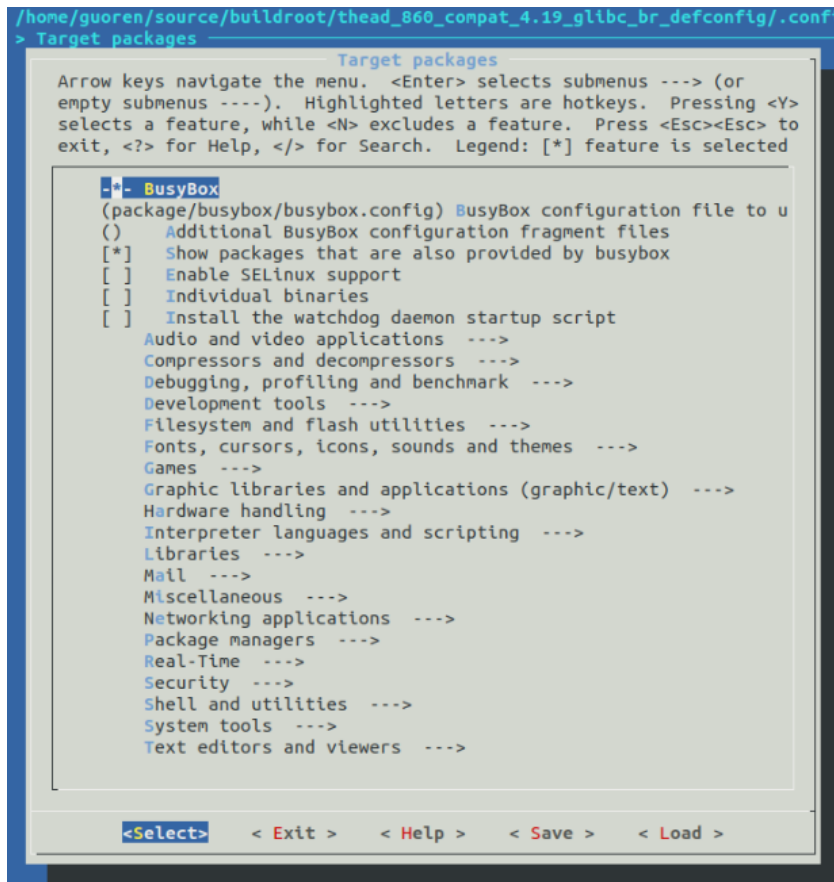 /home/guoren/source/buildroot/thead_860_compat_4.19_glibc_br_defconfig/.conf
> Target packages
Target packages
Arrow keys navigate the menu.  <Enter> selects submenus ---> (or
empty submenus ----).  Highlighted letters are hotkeys.  Pressing <Y>
selects a feature, while <N> excludes a feature.  Press <Esc><Esc> to
exit, <?> for Help, </> for Search.  Legend: [*] feature is selected
-*- BusyBox
(package/busybox/busybox.config) BusyBox configuration file to u
()    Additional BusyBox configuration fragment files
[*]   Show packages that are also provided by busybox
[ ]   Enable SELinux support
[ ]   Individual binaries
[ ]   Install the watchdog daemon startup script
Audio and video applications  --->
Compressors and decompressors  --->
Debugging, profiling and benchmark  --->
Development tools  --->
Filesystem and flash utilities  --->
Fonts, cursors, icons, sounds and themes  --->
Games  --->
Graphic libraries and applications (graphic/text)  --->
Hardware handling  --->
Interpreter languages and scripting  --->
Libraries  --->
Mail  --->
Miscellaneous  --->
Networking applications  --->
Package managers  --->
Real-Time  --->
Security  --->
Shell and utilities  --->
System tools  --->
Text editors and viewers  --->
<Select>    < Exit >    < Help >    < Save >    < Load >